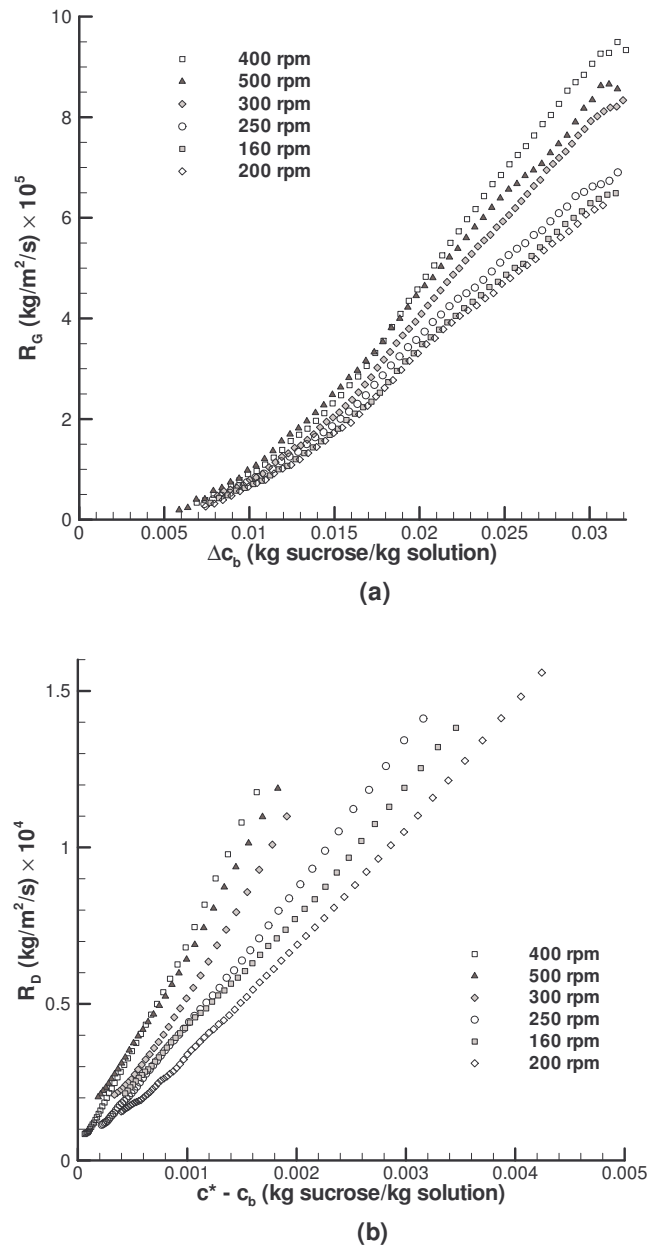 10
8
6
4
2
0
R_G (kg/m²/s) × 10⁵
400 rpm
500 rpm
300 rpm
250 rpm
160 rpm
200 rpm
0 0.005 0.01 0.015 0.02 0.025 0.03
Δc_b (kg sucrose/kg solution)
(a)
1.5
1
0.5
0
R_D (kg/m²/s) × 10⁴
400 rpm
500 rpm
300 rpm
250 rpm
160 rpm
200 rpm
0 0.001 0.002 0.003 0.004 0.005
c* - c_b (kg sucrose/kg solution)
(b)